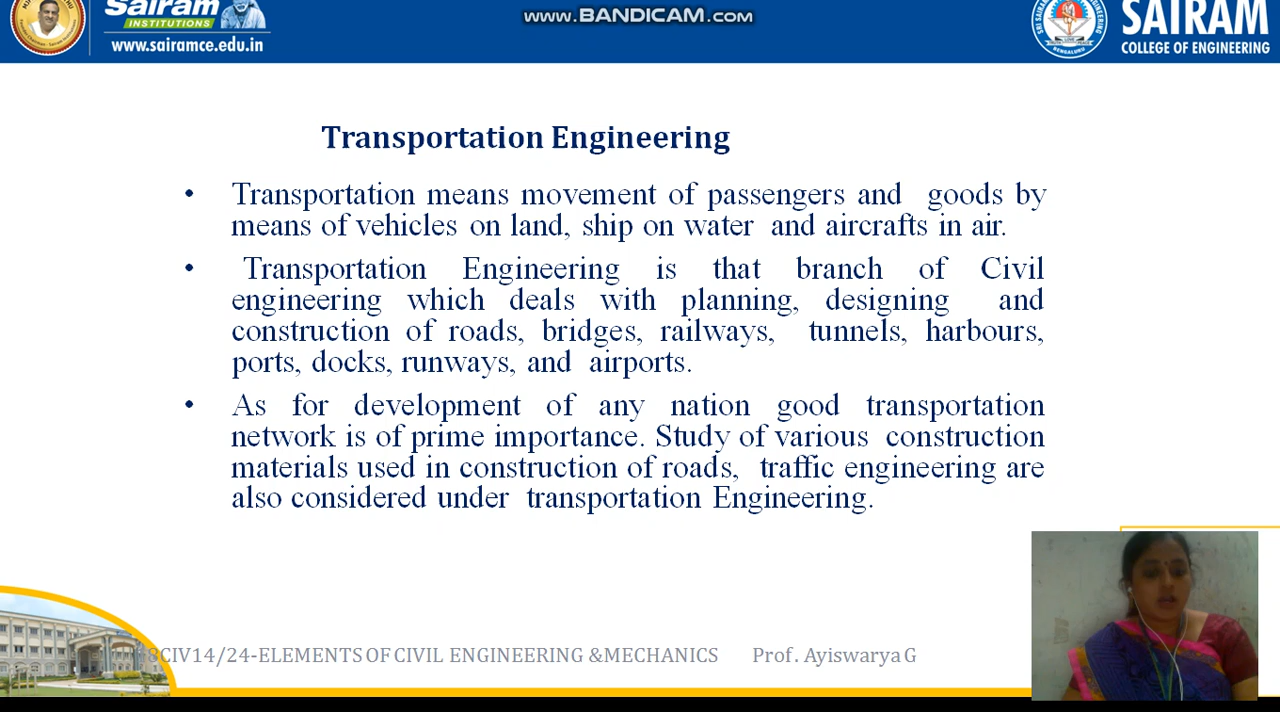 www.BANDICAM.com
Sairam
INSTITUTIONS
www.sairamce.edu.in
SAIRAM
COLLEGE OF ENGINEERING
BENGALURU
Transportation Engineering
• Transportation means movement of passengers and goods by
means of vehicles on land, ship on water and aircrafts in air.
• Transportation Engineering is that branch of Civil
engineering which deals with planning, designing and
construction of roads, bridges, railways, tunnels, harbours,
ports, docks, runways, and airports.
• As for development of any nation good transportation
network is of prime importance. Study of various construction
materials used in construction of roads, traffic engineering are
also considered under transportation Engineering.
8CIV14/24-ELEMENTS OF CIVIL ENGINEERING &MECHANICS Prof. Ayiswarya G